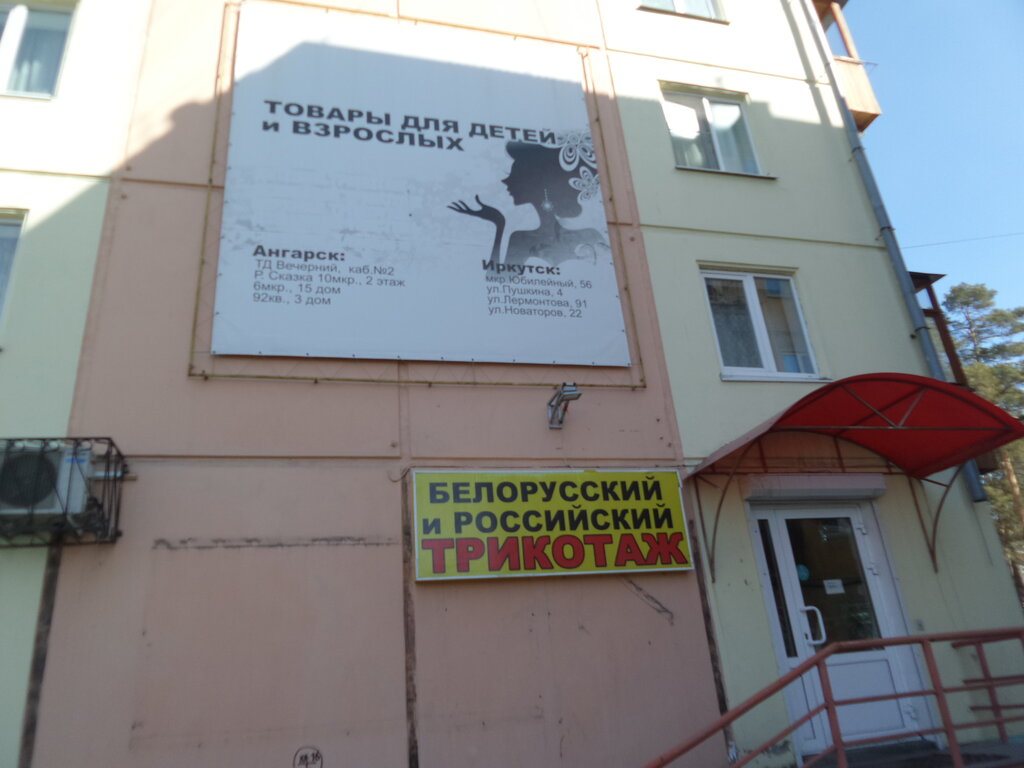 ТОВАРЫ ДЛЯ ДЕТЕЙ
и ВЗРОСЛЫХ
Ангарск:
ТД Вечерний, каб.№2
Р. Сказка 10мкр., 2 этаж
6мкр., 15 дом
92кв., 3 дом
Иркутск:
мкр.Юбилейный, 56
ул.Пушкина, 4
ул.Лермонтова, 91
ул.Новаторов, 22
БЕЛОРУССКИЙ
и РОССИЙСКИЙ
ТРИКОТАЖ